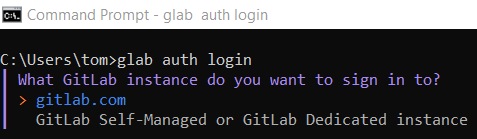 Command Prompt - glab  auth login
C:\Users\tom>glab auth login
What GitLab instance do you want to sign in to?
> gitlab.com
GitLab Self-Managed or GitLab Dedicated instance